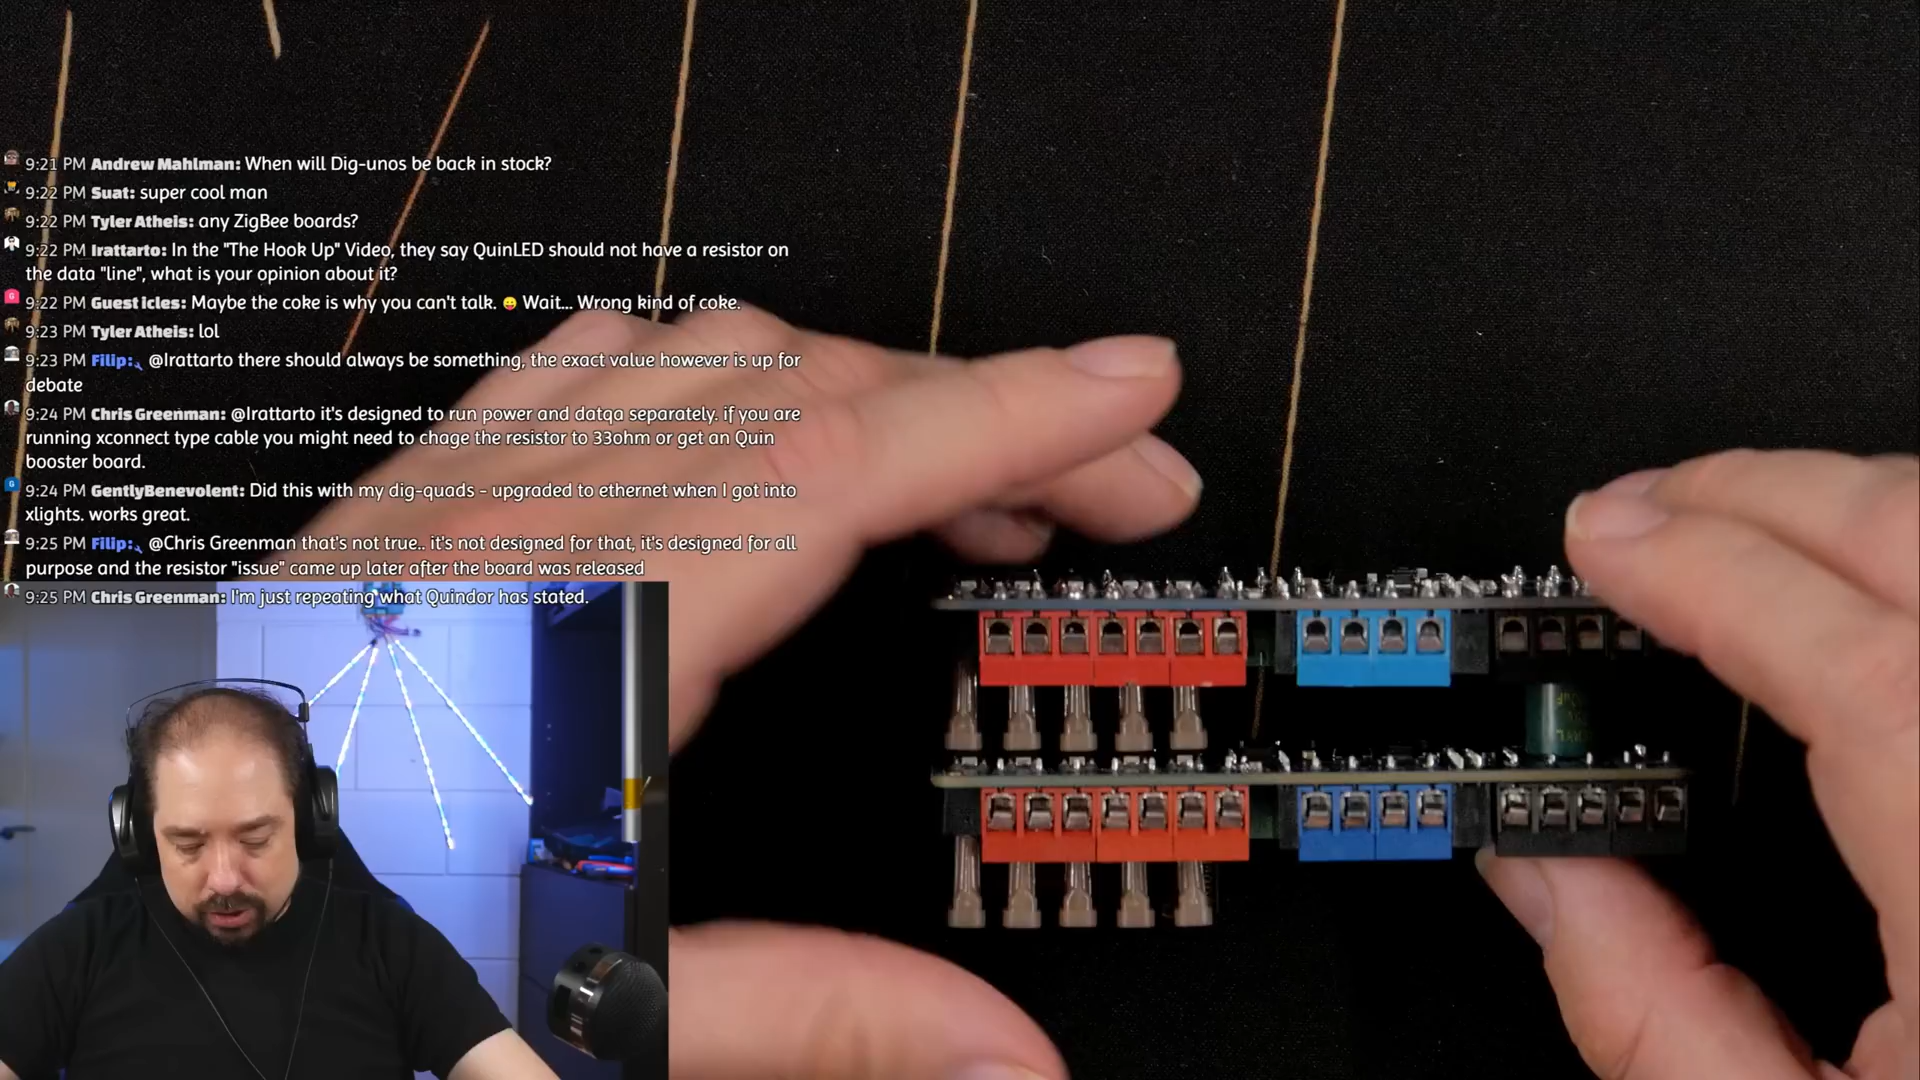 9:21 PM Andrew Mahlman: When will Dig-unos be back in stock?
9:22 PM Suat: super cool man
9:22 PM Tyler Atheis: any ZigBee boards?
9:22 PM Irattarto: In the "The Hook Up" Video, they say QuinLED should not have a resistor on
the data "line", what is your opinion about it?
9:22 PM Guest icles: Maybe the coke is why you can't talk. 😛 Wait... Wrong kind of coke.
9:23 PM Tyler Atheis: lol
9:23 PM Filip: @Irattarto there should always be something, the exact value however is up for
debate
9:24 PM Chris Greenman: @Irattarto it's designed to run power and datqa separately. if you are
running xconnect type cable you might need to chage the resistor to 33ohm or get an Quin
booster board.
9:24 PM GentlyBenevolent: Did this with my dig-quads - upgraded to ethernet when I got into
xlights. works great.
9:25 PM Filip: @Chris Greenman that's not true.. it's not designed for that, it's designed for all
purpose and the resistor "issue" came up later after the board was released
9:25 PM Chris Greenman: I'm just repeating what Quindor has stated.